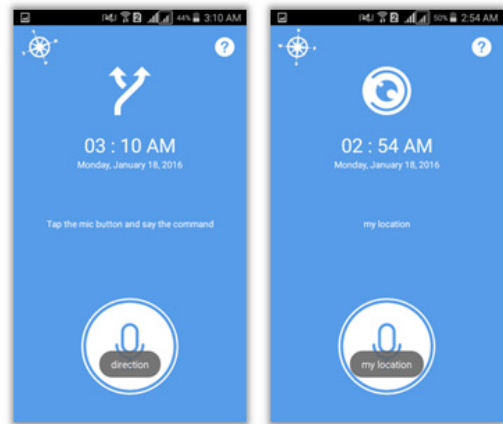 44% 3:10 AM
?
03 : 10 AM
Monday, January 18, 2016
Tap the mic button and say the command
direction
50% 2:54 AM
?
02 : 54 AM
Monday, January 18, 2016
my location
my location